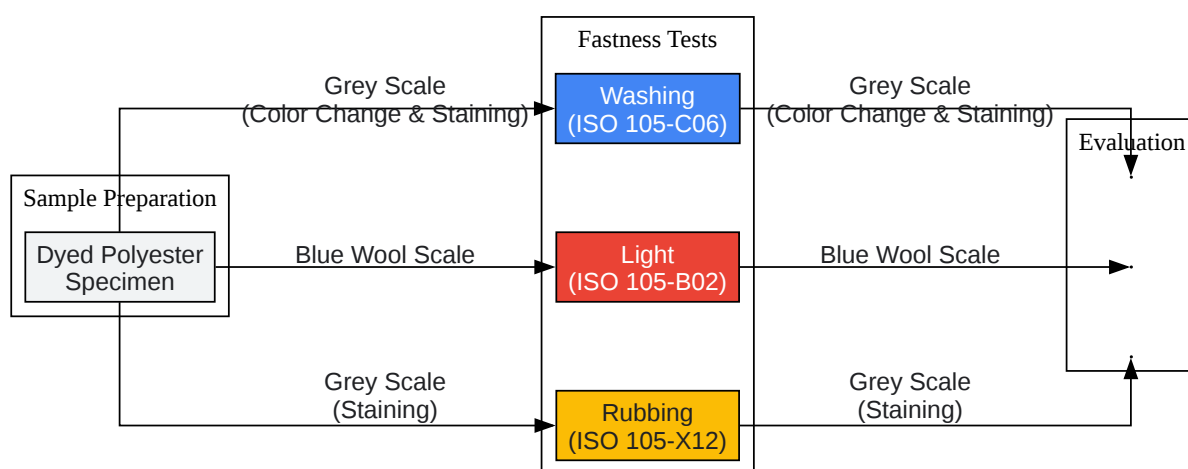 Fastness Tests
Grey Scale
(Color Change & Staining)
Washing
(ISO 105-C06)
Grey Scale
(Color Change & Staining)
Evaluation
Sample Preparation
Dyed Polyester
Specimen
Blue Wool Scale
Light
(ISO 105-B02)
Blue Wool Scale
Grey Scale
(Staining)
Rubbing
(ISO 105-X12)
Grey Scale
(Staining)